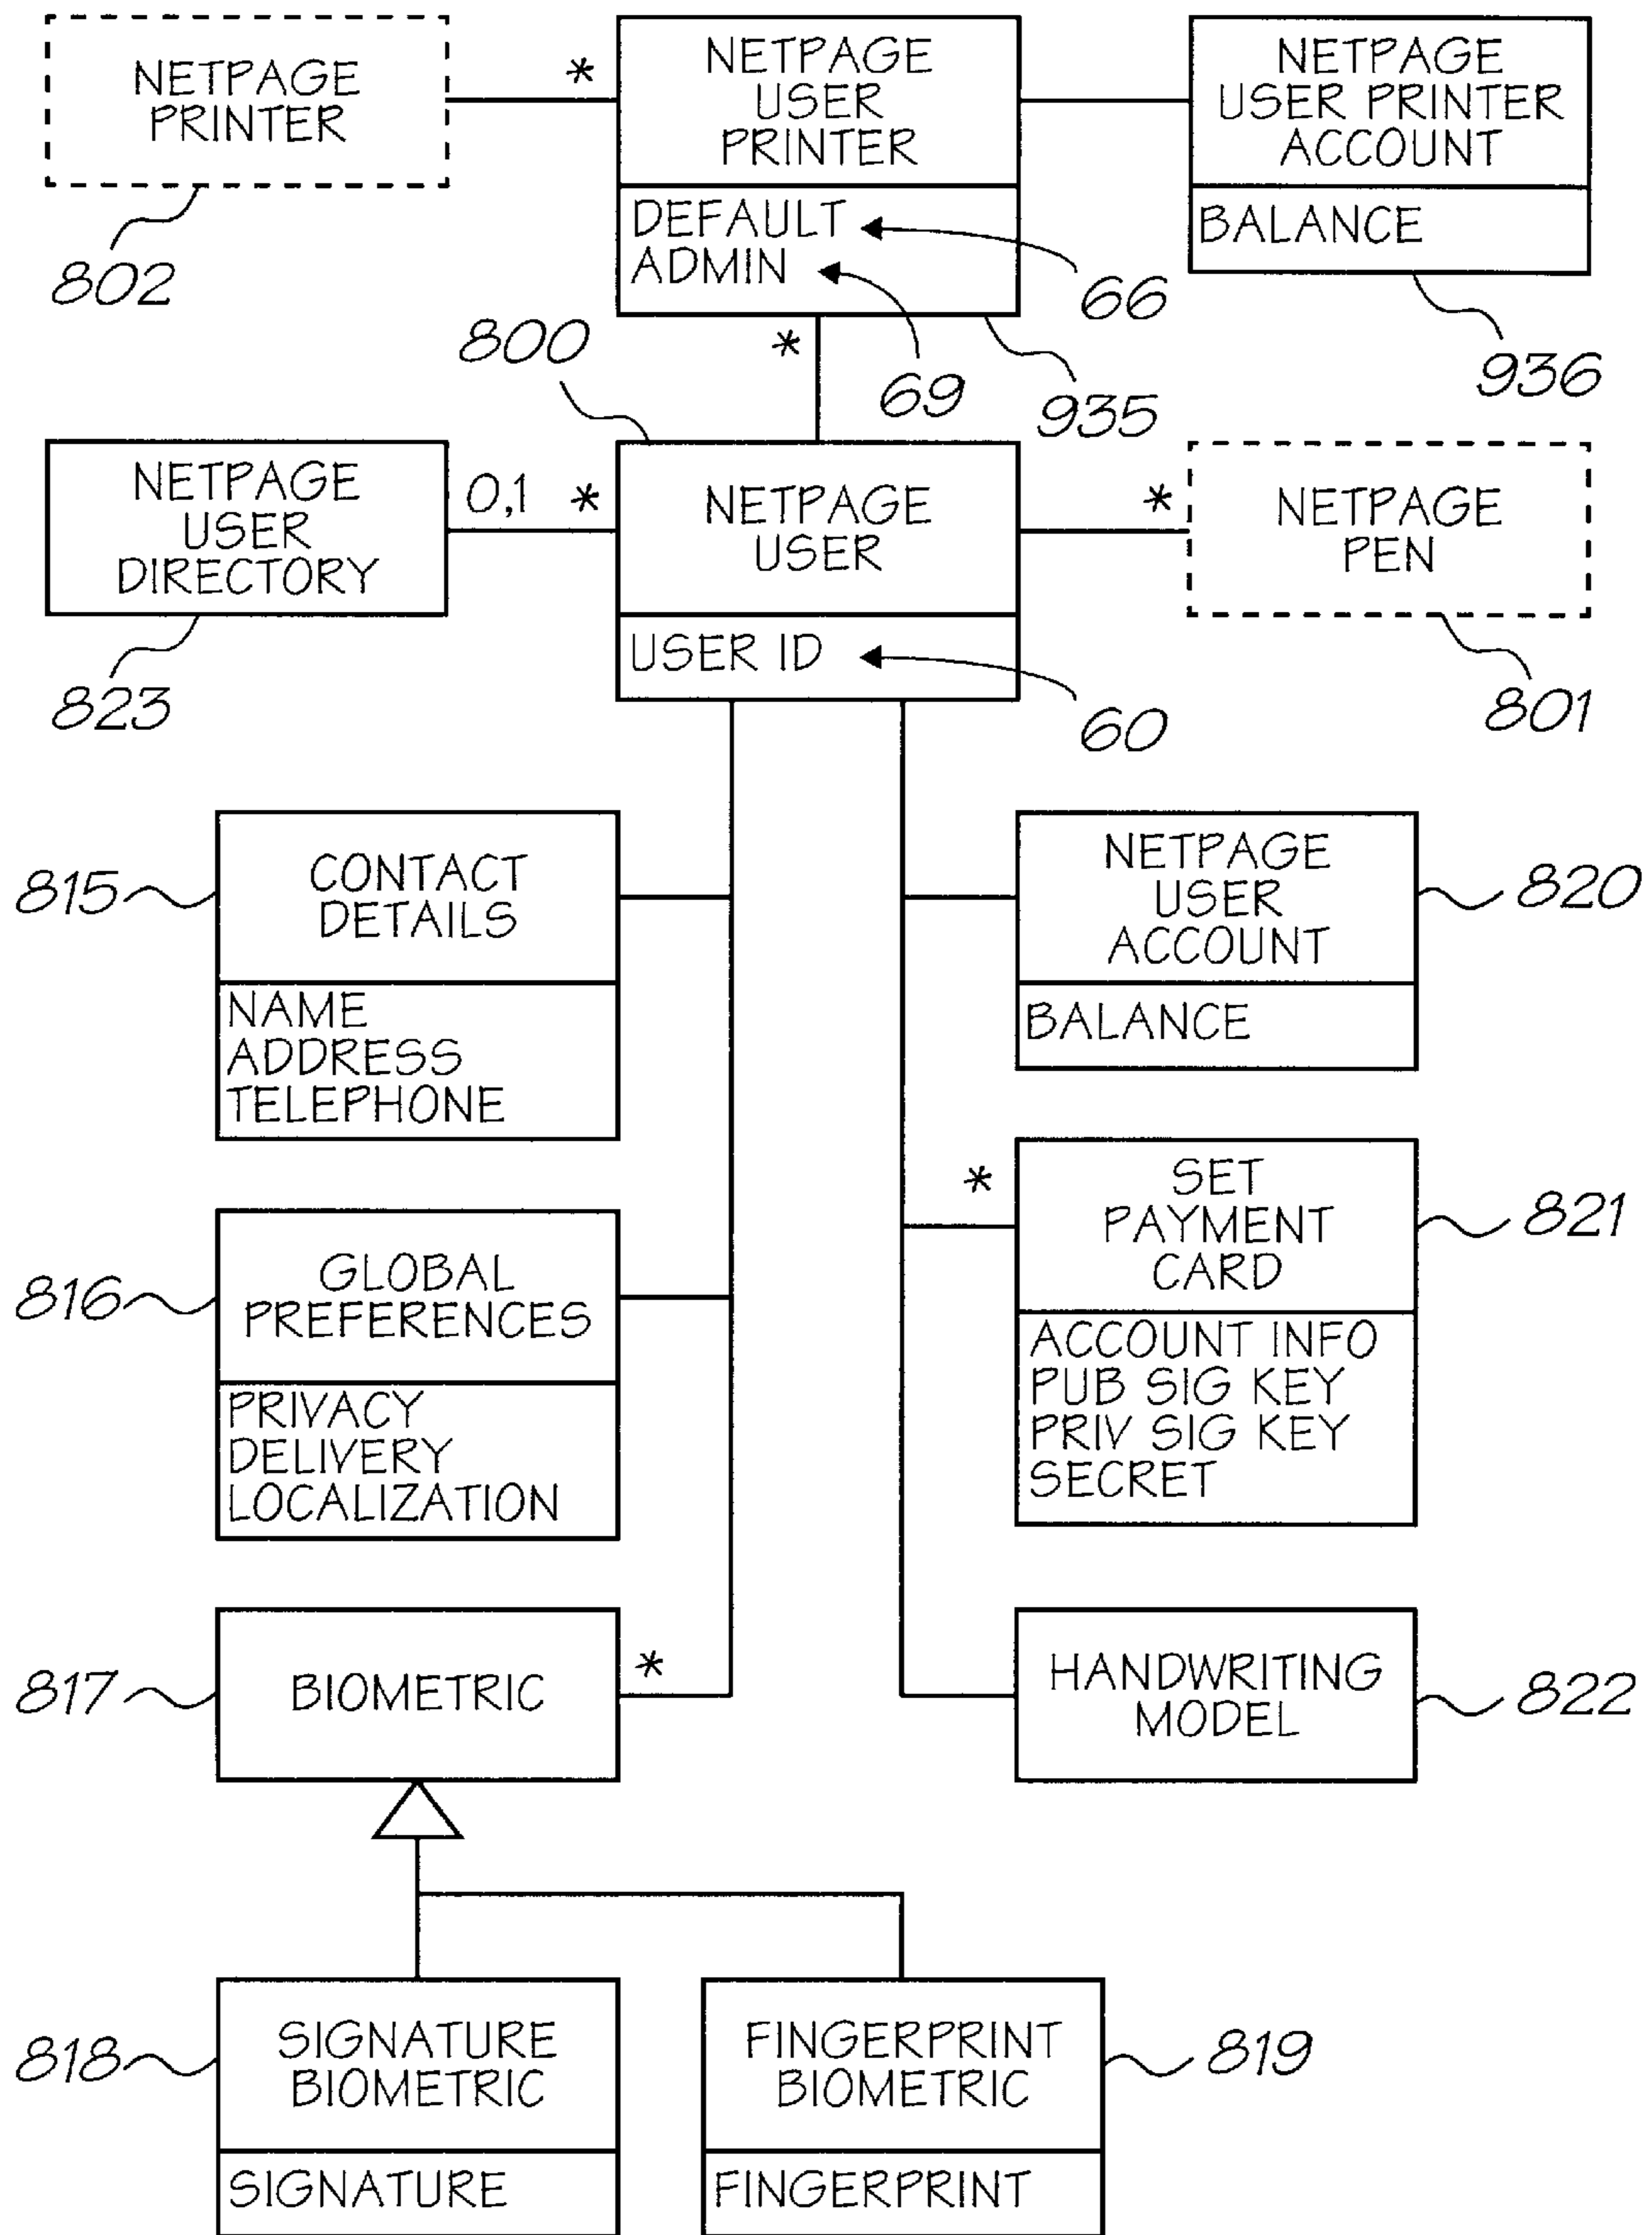 NETPAGE
PRINTER
802
*
NETPAGE
USER
PRINTER
DEFAULT
ADMIN
66
69
935
NETPAGE
USER PRINTER
ACCOUNT
BALANCE
936
*
800
NETPAGE
USER
DIRECTORY
823
0,1 *
NETPAGE
USER
USER ID
60
*
NETPAGE
PEN
801
815
CONTACT
DETAILS
NAME
ADDRESS
TELEPHONE
NETPAGE
USER
ACCOUNT
BALANCE
820
816
GLOBAL
PREFERENCES
PRIVACY
DELIVERY
LOCALIZATION
*
SET
PAYMENT
CARD
ACCOUNT INFO
PUB SIG KEY
PRIV SIG KEY
SECRET
821
817
BIOMETRIC
*
HANDWRITING
MODEL
822
818
SIGNATURE
BIOMETRIC
SIGNATURE
FINGERPRINT
BIOMETRIC
FINGERPRINT
819